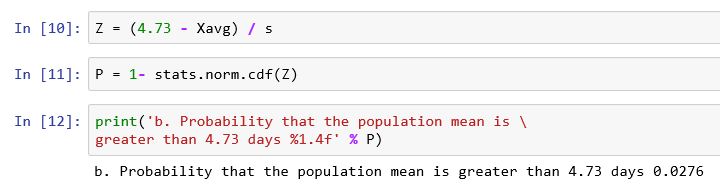 In [10]: Z = (4.73 - Xavg) / s
In [11]: P = 1- stats.norm.cdf(Z)
In [12]: print('b. Probability that the population mean is \
greater than 4.73 days %1.4f' % P)
b. Probability that the population mean is greater than 4.73 days 0.0276